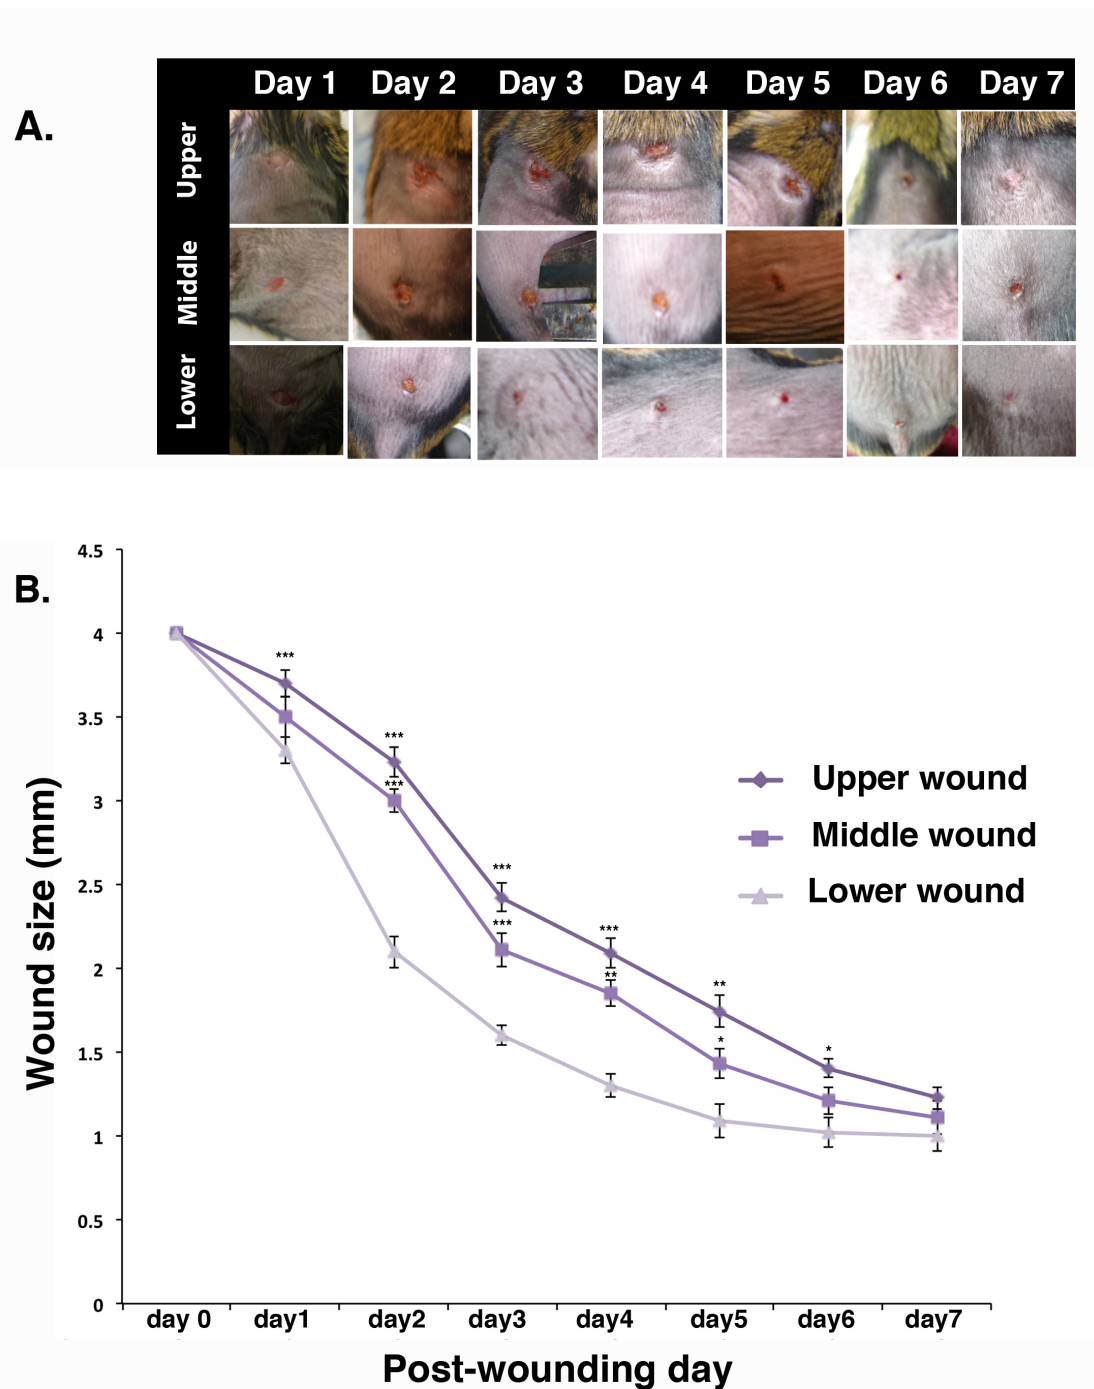 A.
Day 1 Day 2 Day 3 Day 4 Day 5 Day 6 Day 7
Upper
Middle
Lower
B.
4.5
4
3.5
3
2.5
2
1.5
1
0.5
0
Wound size (mm)
***
***
***
***
***
***
**
**
*
*
Upper wound
Middle wound
Lower wound
day 0 day1 day2 day3 day4 day5 day6 day7
Post-wounding day